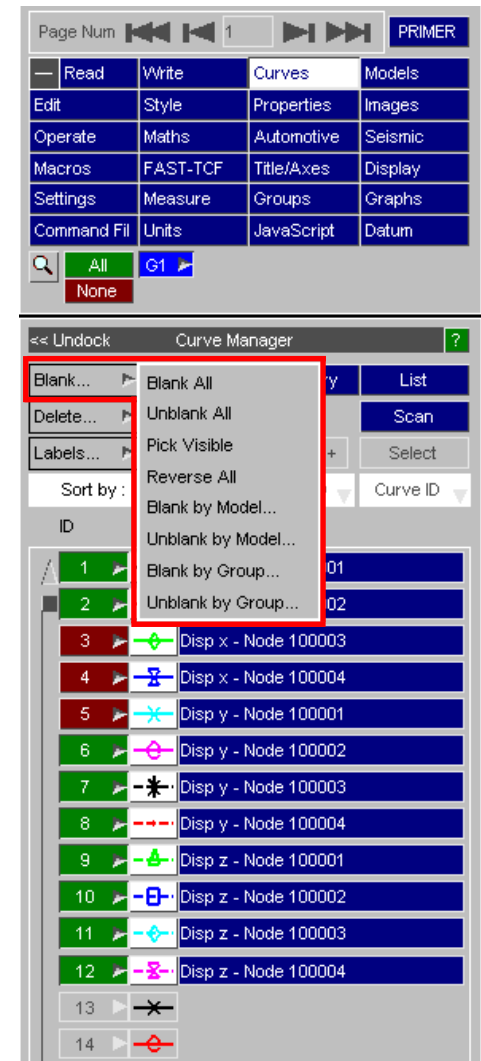 Page Num 1 PRIMER
— Read Write Curves Models
Edit Style Properties Images
Operate Maths Automotive Seismic
Macros FAST-TCF Title/Axes Display
Settings Measure Groups Graphs
Command Fil Units JavaScript Datum
All G1
None
<< Undock Curve Manager ?
Blank... y List
Delete... Scan
Labels... + Select
Blank All
Unblank All
Pick Visible
Reverse All
Blank by Model...
Unblank by Model...
Blank by Group...
Unblank by Group...
Sort by : Curve ID
ID
1 01
2 02
3 Disp x - Node 100003
4 Disp x - Node 100004
5 Disp y - Node 100001
6 Disp y - Node 100002
7 Disp y - Node 100003
8 Disp y - Node 100004
9 Disp z - Node 100001
10 Disp z - Node 100002
11 Disp z - Node 100003
12 Disp z - Node 100004
13
14